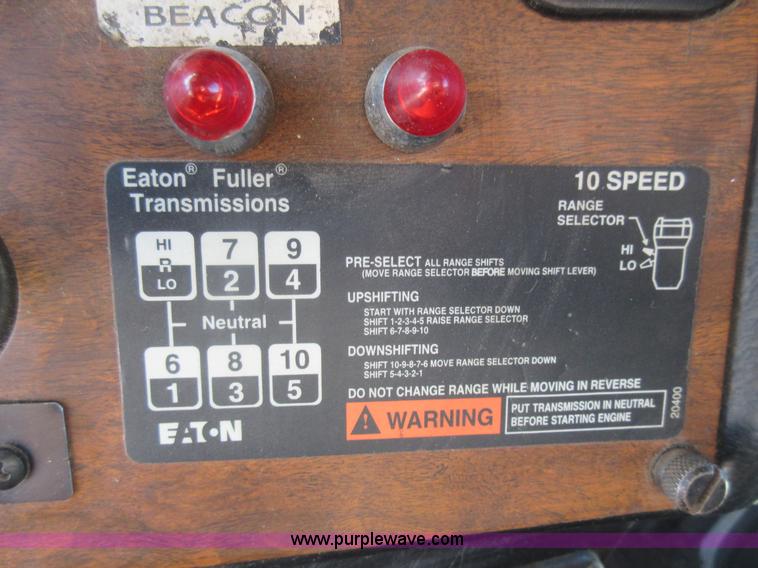 BEACON
Eaton® Fuller®
Transmissions
10 SPEED
RANGE
SELECTOR
HI
LO
HI 7 9
R
LO 2 4
Neutral
6 8 10
1 3 5
EATON
PRE-SELECT ALL RANGE SHIFTS
(MOVE RANGE SELECTOR BEFORE MOVING SHIFT LEVER)
UPSHIFTING
START WITH RANGE SELECTOR DOWN
SHIFT 1-2-3-4-5 RAISE RANGE SELECTOR
SHIFT 6-7-8-9-10
DOWNSHIFTING
SHIFT 10-9-8-7-6 MOVE RANGE SELECTOR DOWN
SHIFT 5-4-3-2-1
DO NOT CHANGE RANGE WHILE MOVING IN REVERSE
WARNING
PUT TRANSMISSION IN NEUTRAL
BEFORE STARTING ENGINE
20400
www.purplewave.com